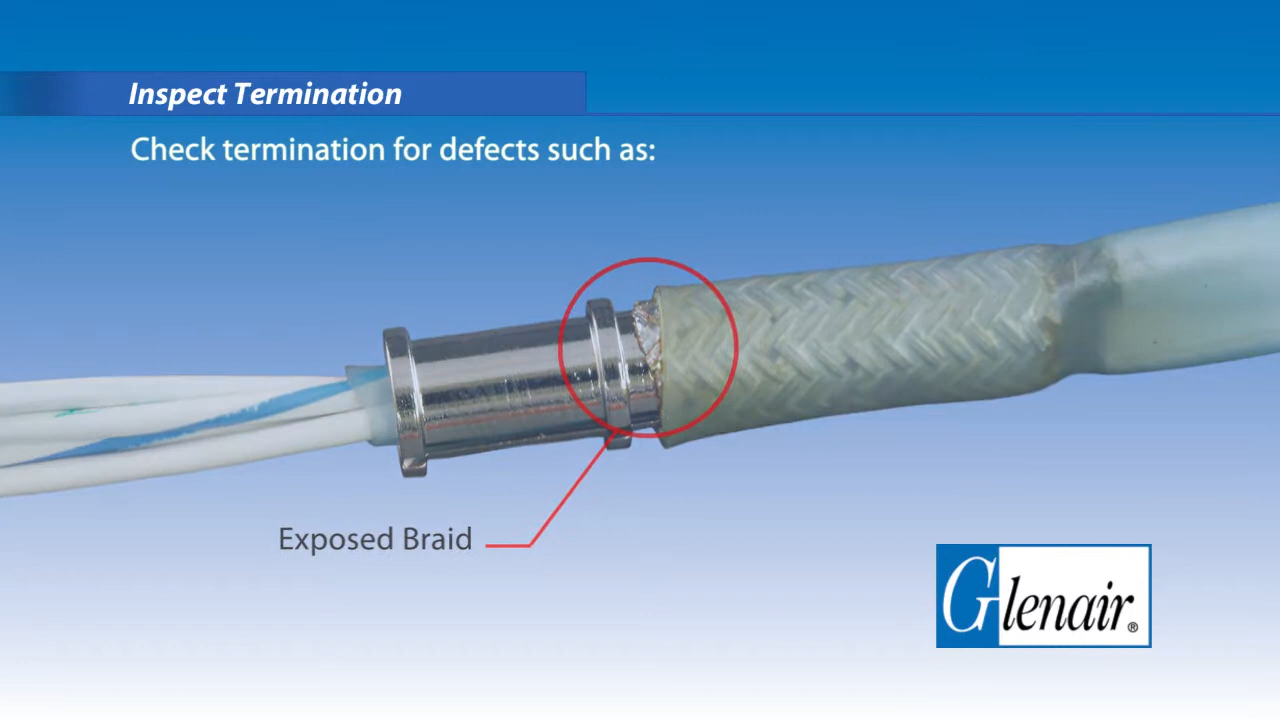 Inspect Termination
Check termination for defects such as:
Exposed Braid
Glenair®